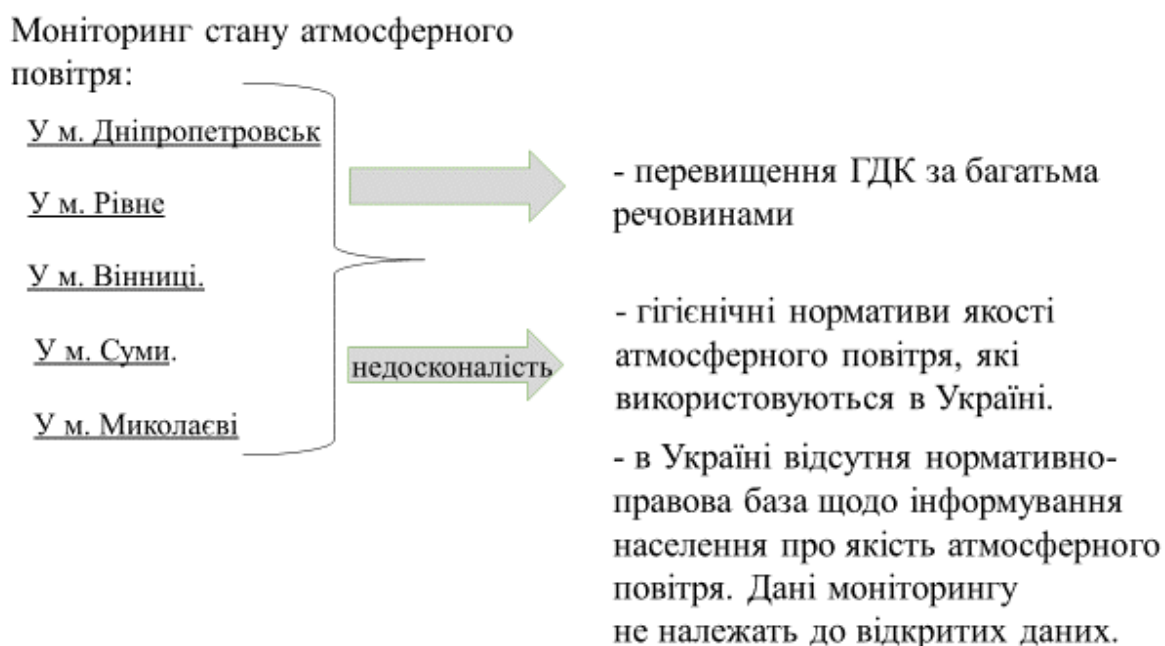 Моніторинг стану атмосферного
повітря:
У м. Дніпропетровськ
У м. Рівне
У м. Вінниці.
У м. Суми.
У м. Миколаєві
- перевищення ГДК за багатьма
речовинами
недосконалість
- гігієнічні нормативи якості
атмосферного повітря, які
використовуються в Україні.
- в Україні відсутня нормативно-
правова база щодо інформування
населення про якість атмосферного
повітря. Дані моніторингу
не належать до відкритих даних.